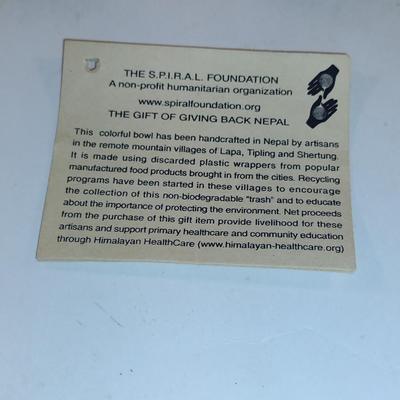 THE S.P.I.R.A.L. FOUNDATION
A non-profit humanitarian organization
www.spiralfoundation.org
THE GIFT OF GIVING BACK NEPAL
This colorful bowl has been handcrafted in Nepal by artisans
in the remote mountain villages of Lapa, Tipling and Shertung.
It is made using discarded plastic wrappers from popular
manufactured food products brought in from the cities. Recycling
programs have been started in these villages to encourage
the collection of this non-biodegradable "trash" and to educate
about the importance of protecting the environment. Net proceeds
from the purchase of this gift item provide livelihood for these
artisans and support primary healthcare and community education
through Himalayan HealthCare (www.himalayan-healthcare.org)